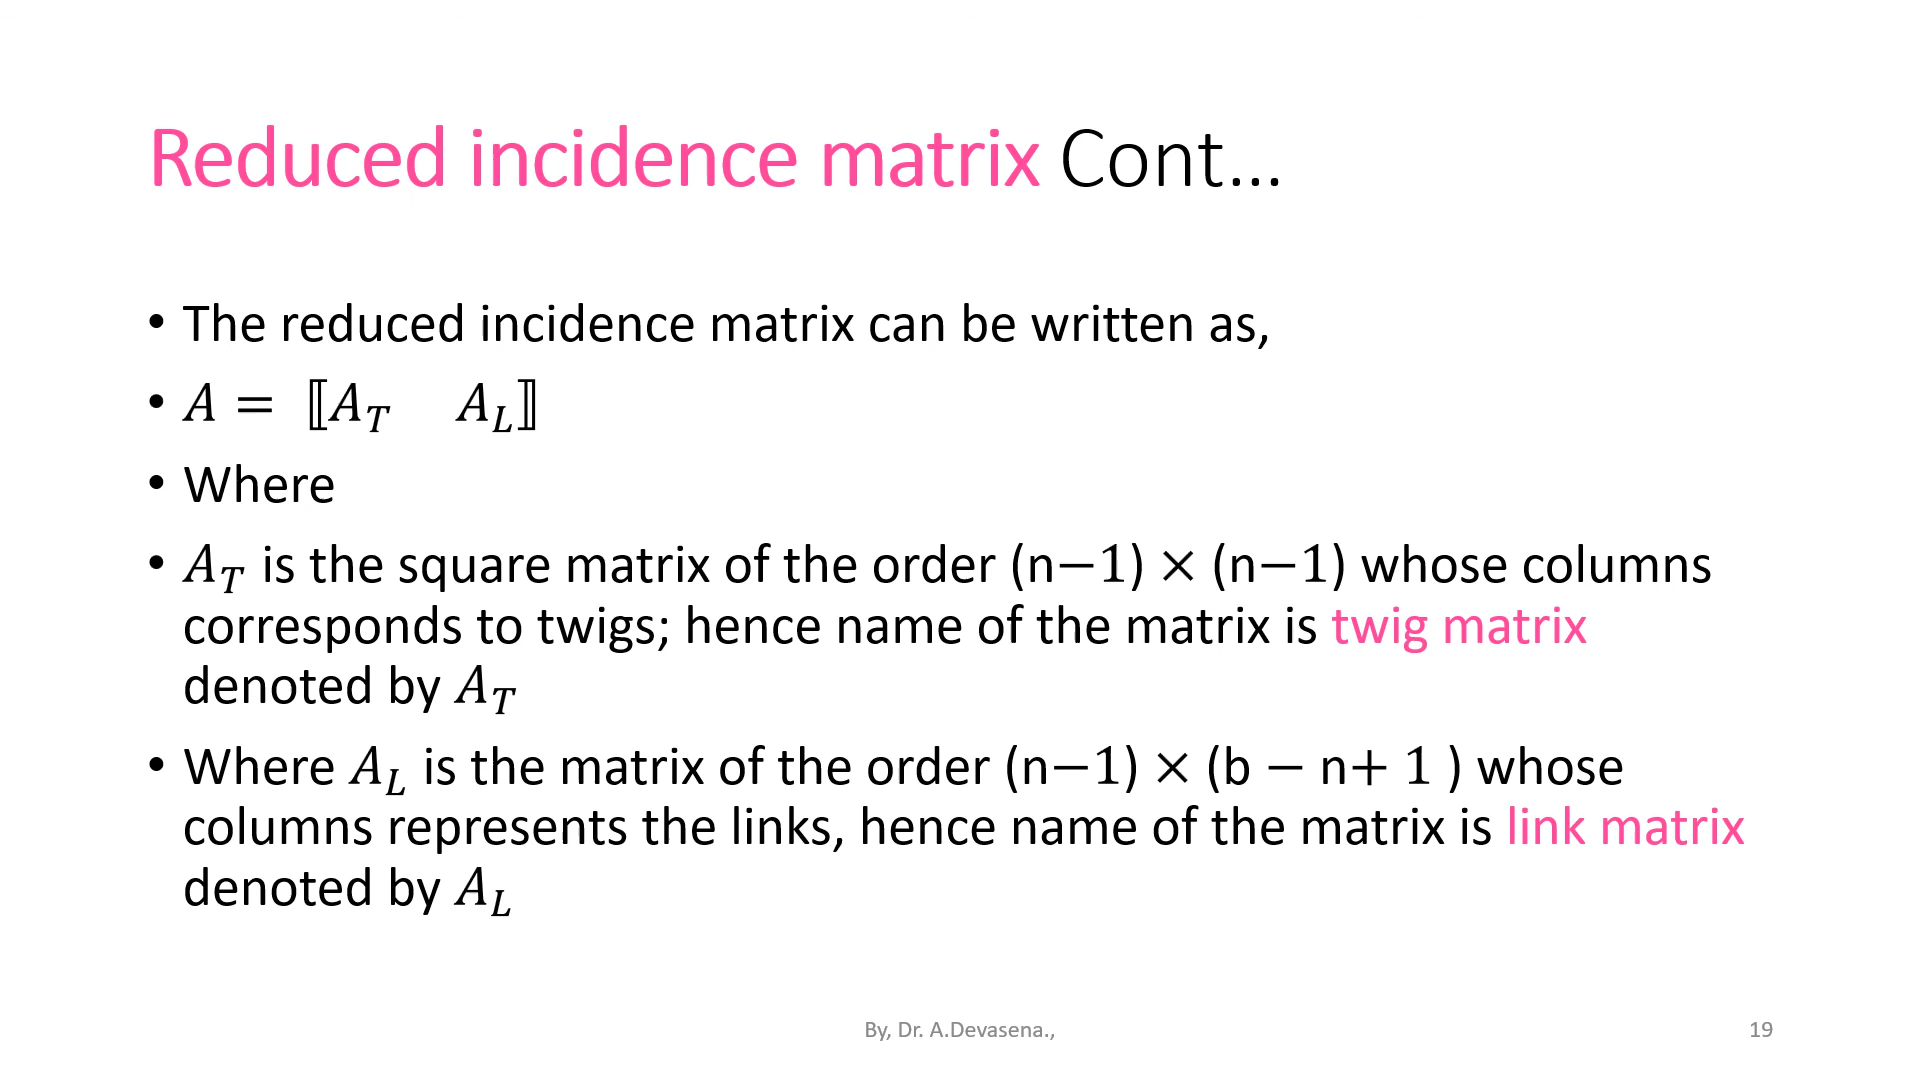 Reduced incidence matrix Cont…
• The reduced incidence matrix can be written as,
• A = ⟦A_T A_L⟧
• Where
• A_T is the square matrix of the order (n−1) × (n−1) whose columns
corresponds to twigs; hence name of the matrix is twig matrix
denoted by A_T
• Where A_L is the matrix of the order (n−1) × (b − n+ 1 ) whose
columns represents the links, hence name of the matrix is link matrix
denoted by A_L
By, Dr. A.Devasena.,
19